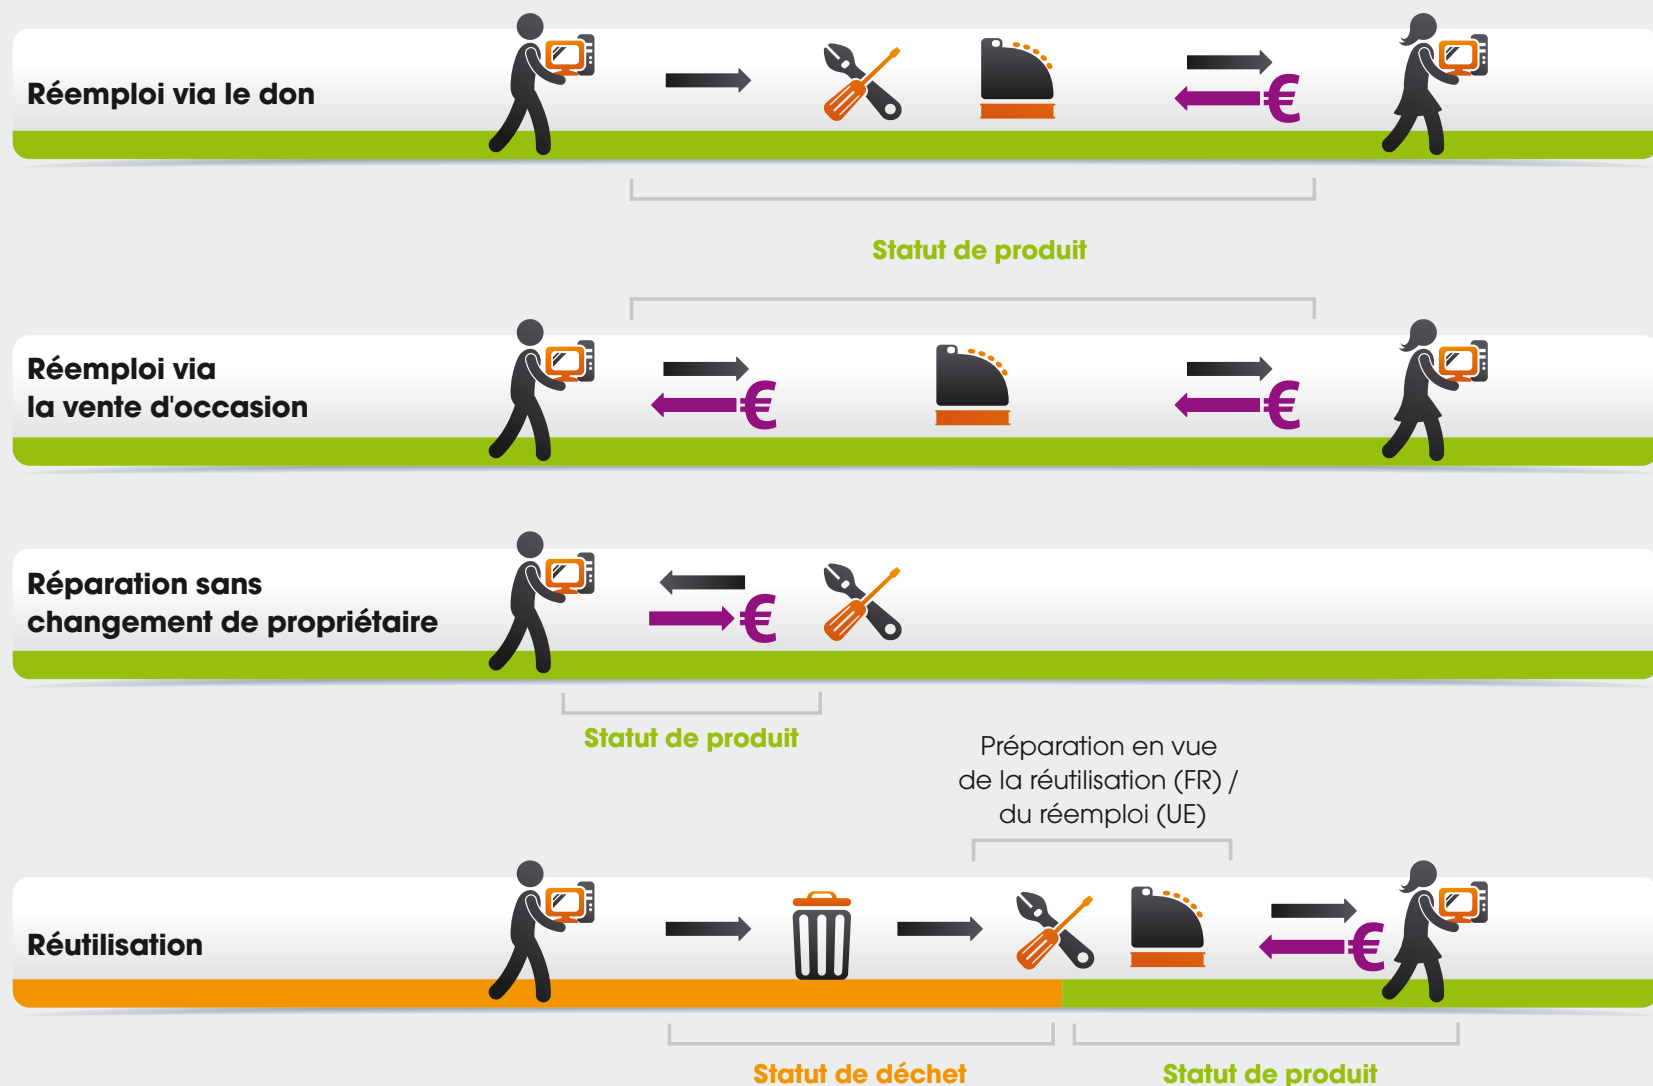 Réemploi via le don
€
Statut de produit
Réemploi via
la vente d'occasion
€
€
Réparation sans
changement de propriétaire
€
Statut de produit
Préparation en vue
de la réutilisation (FR) /
du réemploi (UE)
Réutilisation
€
Statut de déchet
Statut de produit